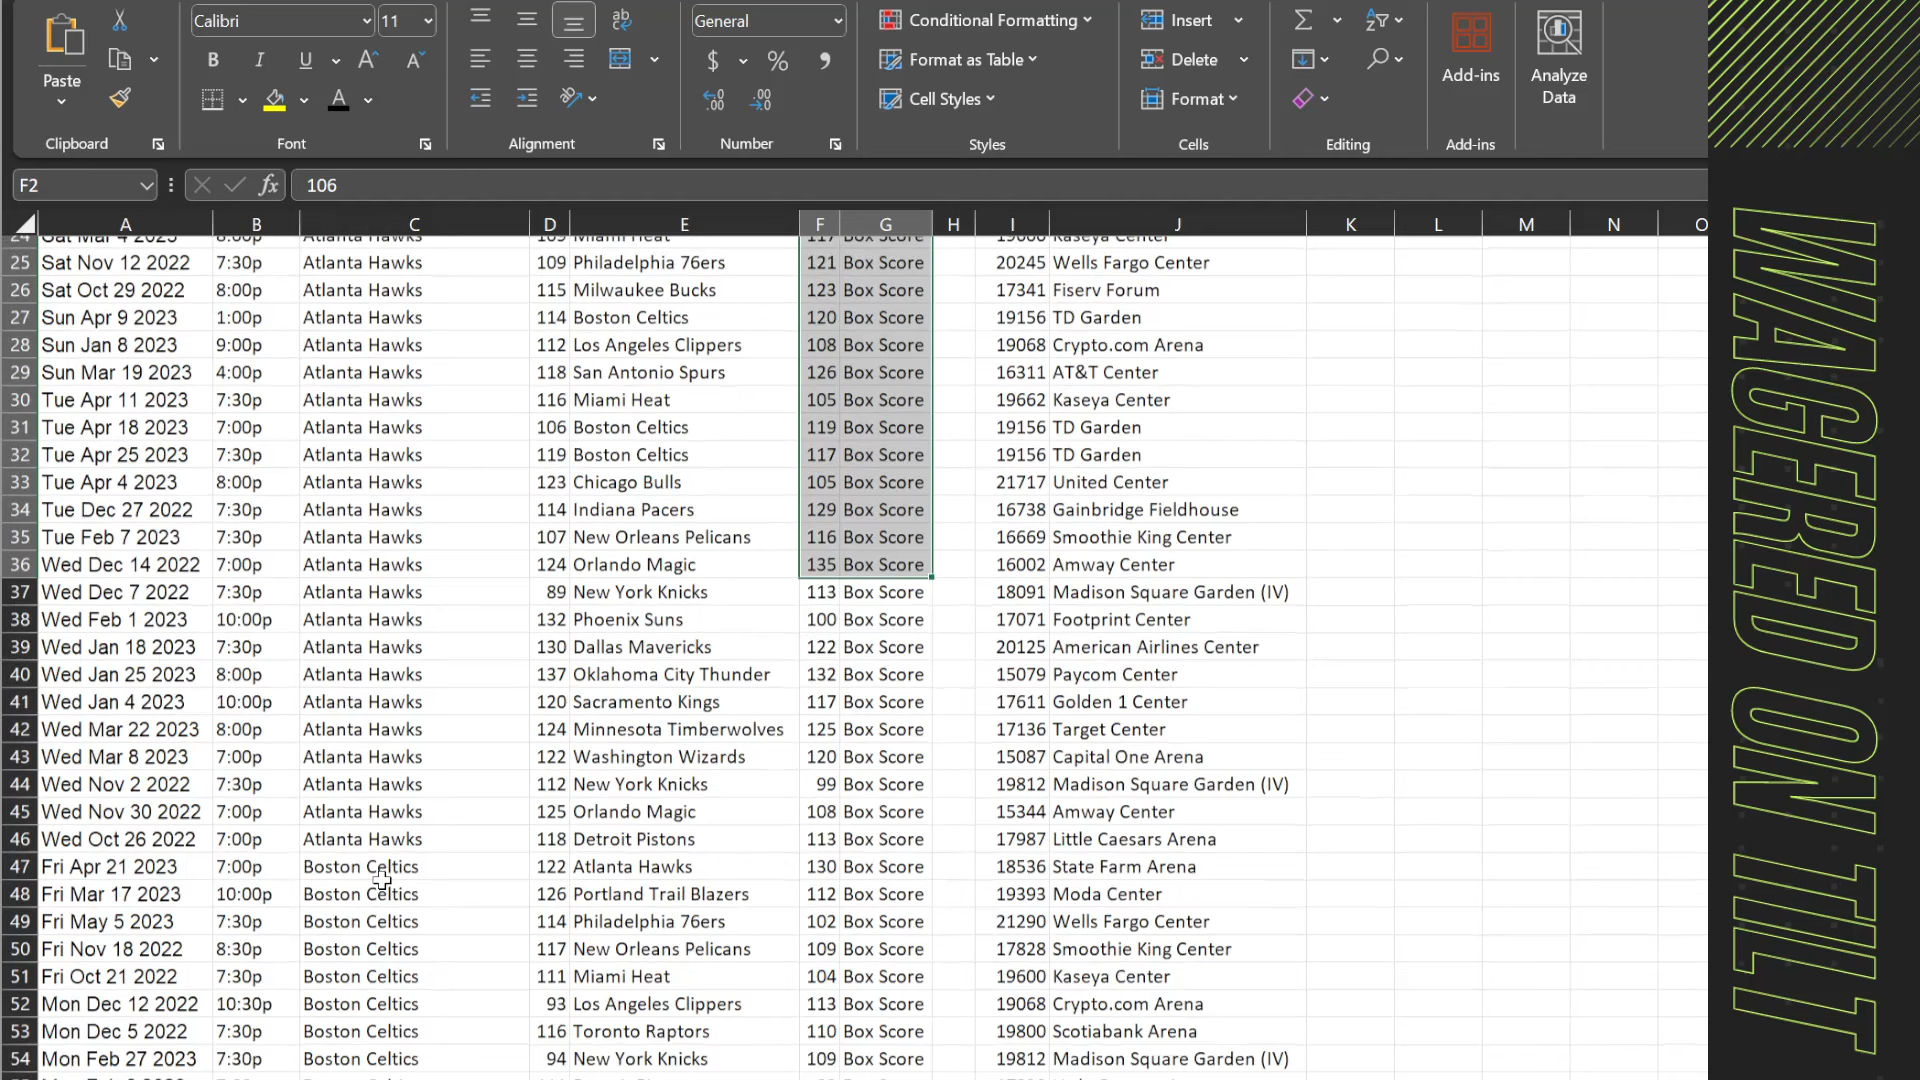 Calibri 11 ab General Conditional Formatting Insert Σ
Paste B I U A A $ % Format as Table Delete Add-ins Analyze Data
A .00 .00 Cell Styles Format
Clipboard Font Alignment Number Styles Cells Editing Add-ins
F2 fx 106
A B C D E F G H I J K L M N O
24 Sat Mar 4 2023 8:00p Atlanta Hawks 109 Miami Heat 117 Box Score Kaseya Center
25 Sat Nov 12 2022 7:30p Atlanta Hawks 109 Philadelphia 76ers 121 Box Score 20245 Wells Fargo Center
26 Sat Oct 29 2022 8:00p Atlanta Hawks 115 Milwaukee Bucks 123 Box Score 17341 Fiserv Forum
27 Sun Apr 9 2023 1:00p Atlanta Hawks 114 Boston Celtics 120 Box Score 19156 TD Garden
28 Sun Jan 8 2023 9:00p Atlanta Hawks 112 Los Angeles Clippers 108 Box Score 19068 Crypto.com Arena
29 Sun Mar 19 2023 4:00p Atlanta Hawks 118 San Antonio Spurs 126 Box Score 16311 AT&T Center
30 Tue Apr 11 2023 7:30p Atlanta Hawks 116 Miami Heat 105 Box Score 19662 Kaseya Center
31 Tue Apr 18 2023 7:00p Atlanta Hawks 106 Boston Celtics 119 Box Score 19156 TD Garden
32 Tue Apr 25 2023 7:30p Atlanta Hawks 119 Boston Celtics 117 Box Score 19156 TD Garden
33 Tue Apr 4 2023 8:00p Atlanta Hawks 123 Chicago Bulls 105 Box Score 21717 United Center
34 Tue Dec 27 2022 7:30p Atlanta Hawks 114 Indiana Pacers 129 Box Score 16738 Gainbridge Fieldhouse
35 Tue Feb 7 2023 7:30p Atlanta Hawks 107 New Orleans Pelicans 116 Box Score 16669 Smoothie King Center
36 Wed Dec 14 2022 7:00p Atlanta Hawks 124 Orlando Magic 135 Box Score 16002 Amway Center
37 Wed Dec 7 2022 7:30p Atlanta Hawks 89 New York Knicks 113 Box Score 18091 Madison Square Garden (IV)
38 Wed Feb 1 2023 10:00p Atlanta Hawks 132 Phoenix Suns 100 Box Score 17071 Footprint Center
39 Wed Jan 18 2023 7:30p Atlanta Hawks 130 Dallas Mavericks 122 Box Score 20125 American Airlines Center
40 Wed Jan 25 2023 8:00p Atlanta Hawks 137 Oklahoma City Thunder 132 Box Score 15079 Paycom Center
41 Wed Jan 4 2023 10:00p Atlanta Hawks 120 Sacramento Kings 117 Box Score 17611 Golden 1 Center
42 Wed Mar 22 2023 8:00p Atlanta Hawks 124 Minnesota Timberwolves 125 Box Score 17136 Target Center
43 Wed Mar 8 2023 7:00p Atlanta Hawks 122 Washington Wizards 120 Box Score 15087 Capital One Arena
44 Wed Nov 2 2022 7:30p Atlanta Hawks 112 New York Knicks 99 Box Score 19812 Madison Square Garden (IV)
45 Wed Nov 30 2022 7:00p Atlanta Hawks 125 Orlando Magic 108 Box Score 15344 Amway Center
46 Wed Oct 26 2022 7:00p Atlanta Hawks 118 Detroit Pistons 113 Box Score 17987 Little Caesars Arena
47 Fri Apr 21 2023 7:00p Boston Celtics 122 Atlanta Hawks 130 Box Score 18536 State Farm Arena
48 Fri Mar 17 2023 10:00p Boston Celtics 126 Portland Trail Blazers 112 Box Score 19393 Moda Center
49 Fri May 5 2023 7:30p Boston Celtics 114 Philadelphia 76ers 102 Box Score 21290 Wells Fargo Center
50 Fri Nov 18 2022 8:30p Boston Celtics 117 New Orleans Pelicans 109 Box Score 17828 Smoothie King Center
51 Fri Oct 21 2022 7:30p Boston Celtics 111 Miami Heat 104 Box Score 19600 Kaseya Center
52 Mon Dec 12 2022 10:30p Boston Celtics 93 Los Angeles Clippers 113 Box Score 19068 Crypto.com Arena
53 Mon Dec 5 2022 7:30p Boston Celtics 116 Toronto Raptors 110 Box Score 19800 Scotiabank Arena
54 Mon Feb 27 2023 7:30p Boston Celtics 94 New York Knicks 109 Box Score 19812 Madison Square Garden (IV)
WAGERED ON TILT